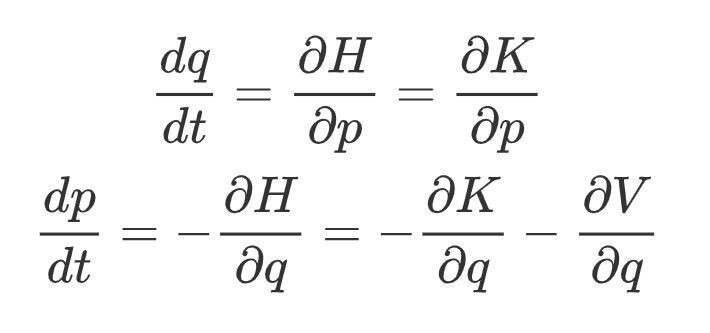 dq/dt = ∂H/∂p = ∂K/∂p
dp/dt = −∂H/∂q = −∂K/∂q − ∂V/∂q